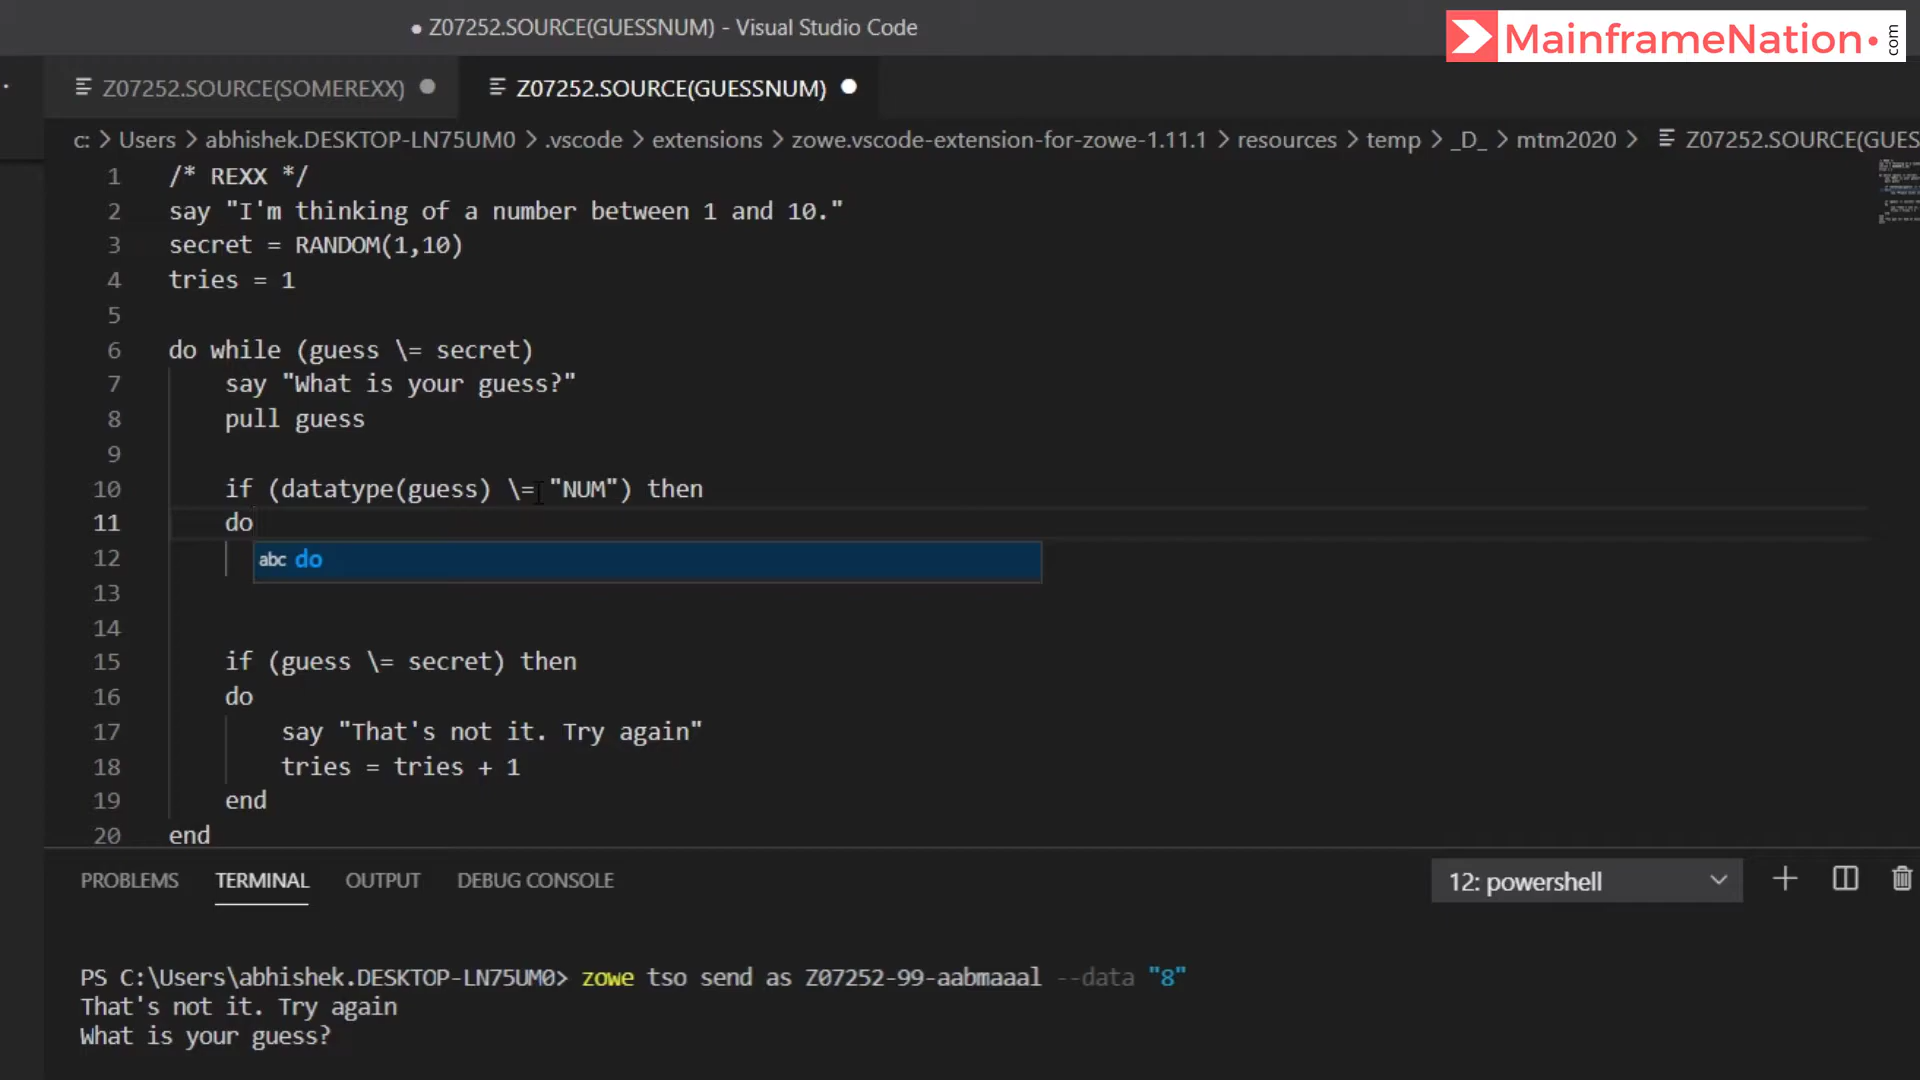 ● Z07252.SOURCE(GUESSNUM) - Visual Studio Code
MainframeNation.com
Z07252.SOURCE(SOMEREXX) ● Z07252.SOURCE(GUESSNUM) ●
c: > Users > abhishek.DESKTOP-LN75UM0 > .vscode > extensions > zowe.vscode-extension-for-zowe-1.11.1 > resources > temp > _D_ > mtm2020 > Z07252.SOURCE(GUES
1 /* REXX */
2 say "I'm thinking of a number between 1 and 10."
3 secret = RANDOM(1,10)
4 tries = 1
5
6 do while (guess \= secret)
7 say "What is your guess?"
8 pull guess
9
10 if (datatype(guess) \= "NUM") then
11 do
12 abc do
13
14
15 if (guess \= secret) then
16 do
17 say "That's not it. Try again"
18 tries = tries + 1
19 end
20 end
PROBLEMS TERMINAL OUTPUT DEBUG CONSOLE 12: powershell
PS C:\Users\abhishek.DESKTOP-LN75UM0> zowe tso send as Z07252-99-aabmaaal --data "8"
That's not it. Try again
What is your guess?